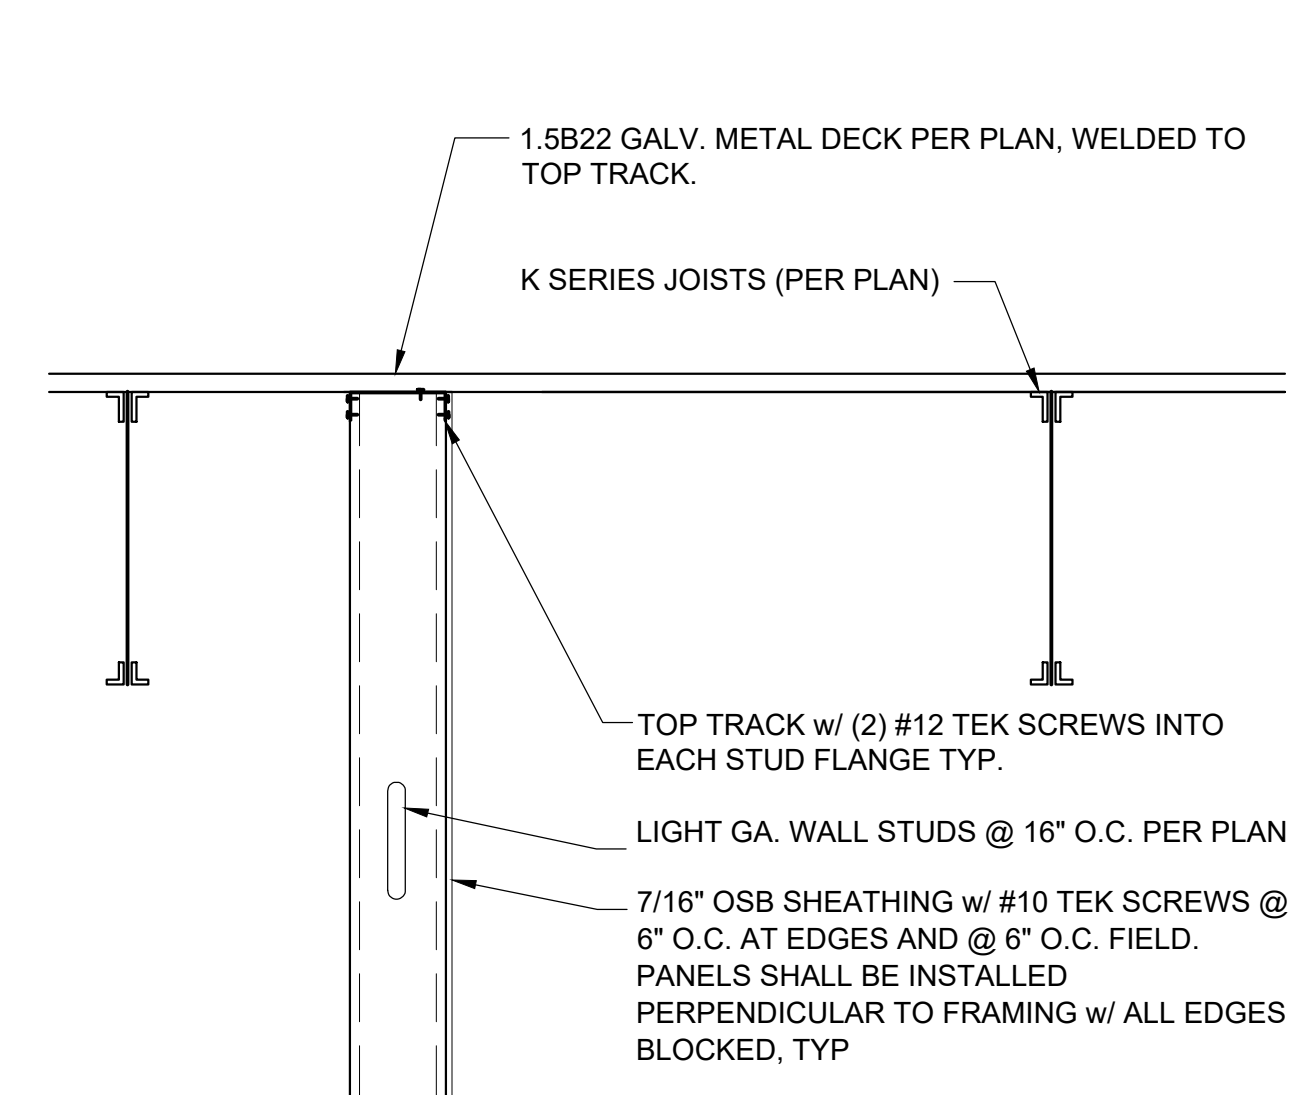 1.5B22 GALV. METAL DECK PER PLAN, WELDED TO
TOP TRACK.
K SERIES JOISTS (PER PLAN)
TOP TRACK w/ (2) #12 TEK SCREWS INTO
EACH STUD FLANGE TYP.
LIGHT GA. WALL STUDS @ 16" O.C. PER PLAN
7/16" OSB SHEATHING w/ #10 TEK SCREWS @
6" O.C. AT EDGES AND @ 6" O.C. FIELD.
PANELS SHALL BE INSTALLED
PERPENDICULAR TO FRAMING w/ ALL EDGES
BLOCKED, TYP